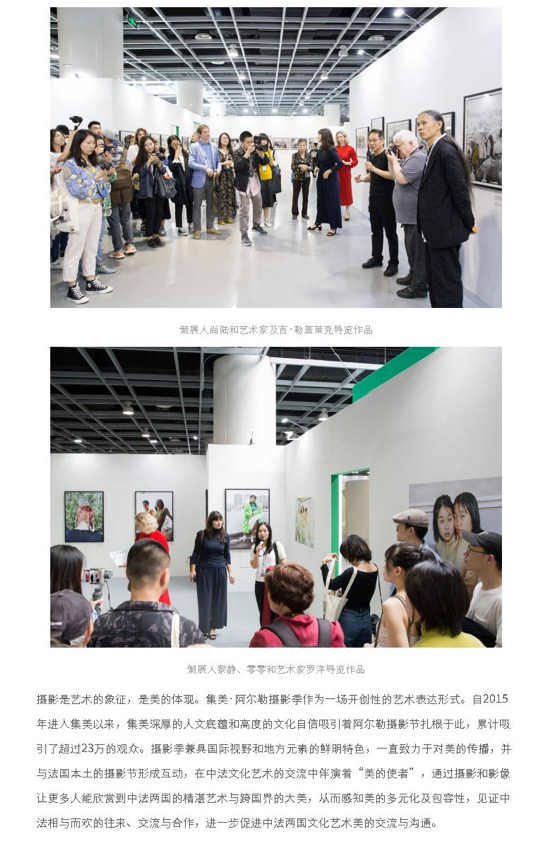 策展人尚陆和艺术家及吉·勒盖莱克导览作品
策展人黎静、零零和艺术家罗洋导览作品
摄影是艺术的象征，是美的体现。集美·阿尔勒摄影季作为一场开创性的艺术表达形式。自2015
年进入集美以来，集美深厚的人文底蕴和高度的文化自信吸引着阿尔勒摄影节扎根于此，累计吸
引了超过23万的观众。摄影季兼具国际视野和地方元素的鲜明特色，一直致力于对美的传播，并
与法国本土的摄影节形成互动，在中法文化艺术的交流中伴演着“美的使者”，通过摄影和影像
让更多人能欣赏到中法两国的精湛艺术与跨国界的大美，从而感知美的多元化及包容性，见证中
法相与而欢的往来、交流与合作，进一步促进中法两国文化艺术美的交流与沟通。